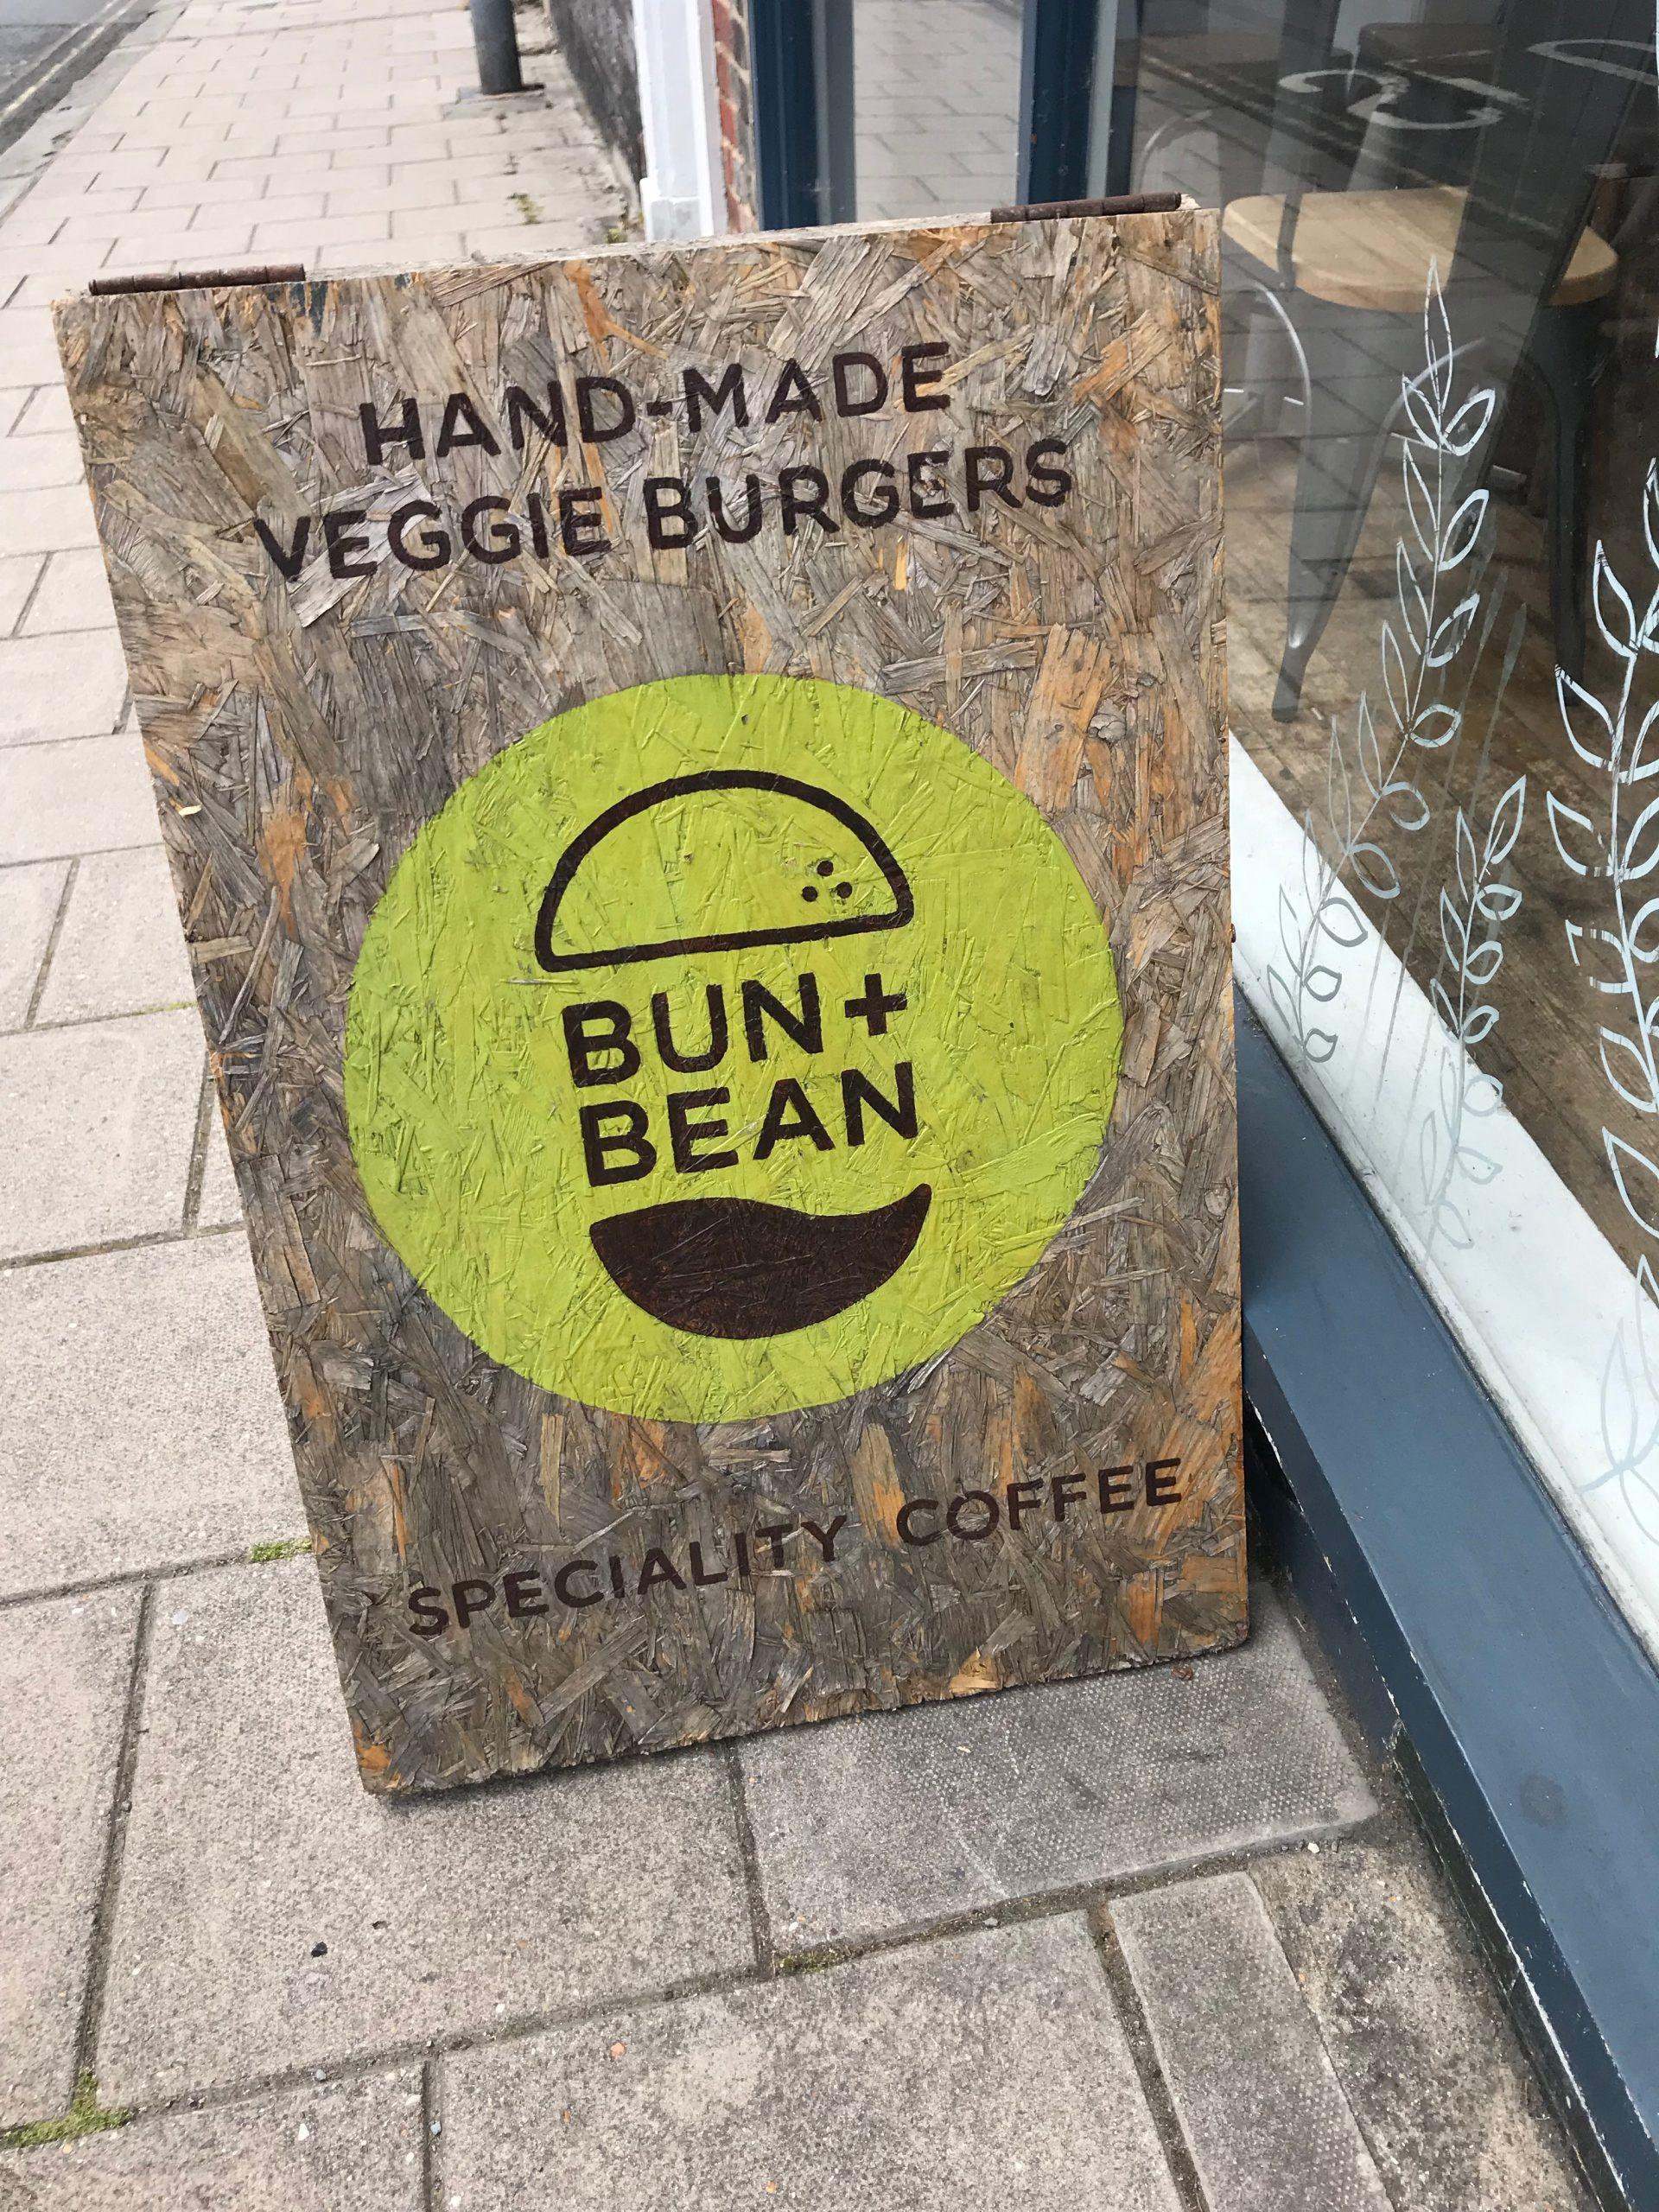 HAND-MADE
VEGGIE BURGERS
BUN+
BEAN
SPECIALITY COFFEE